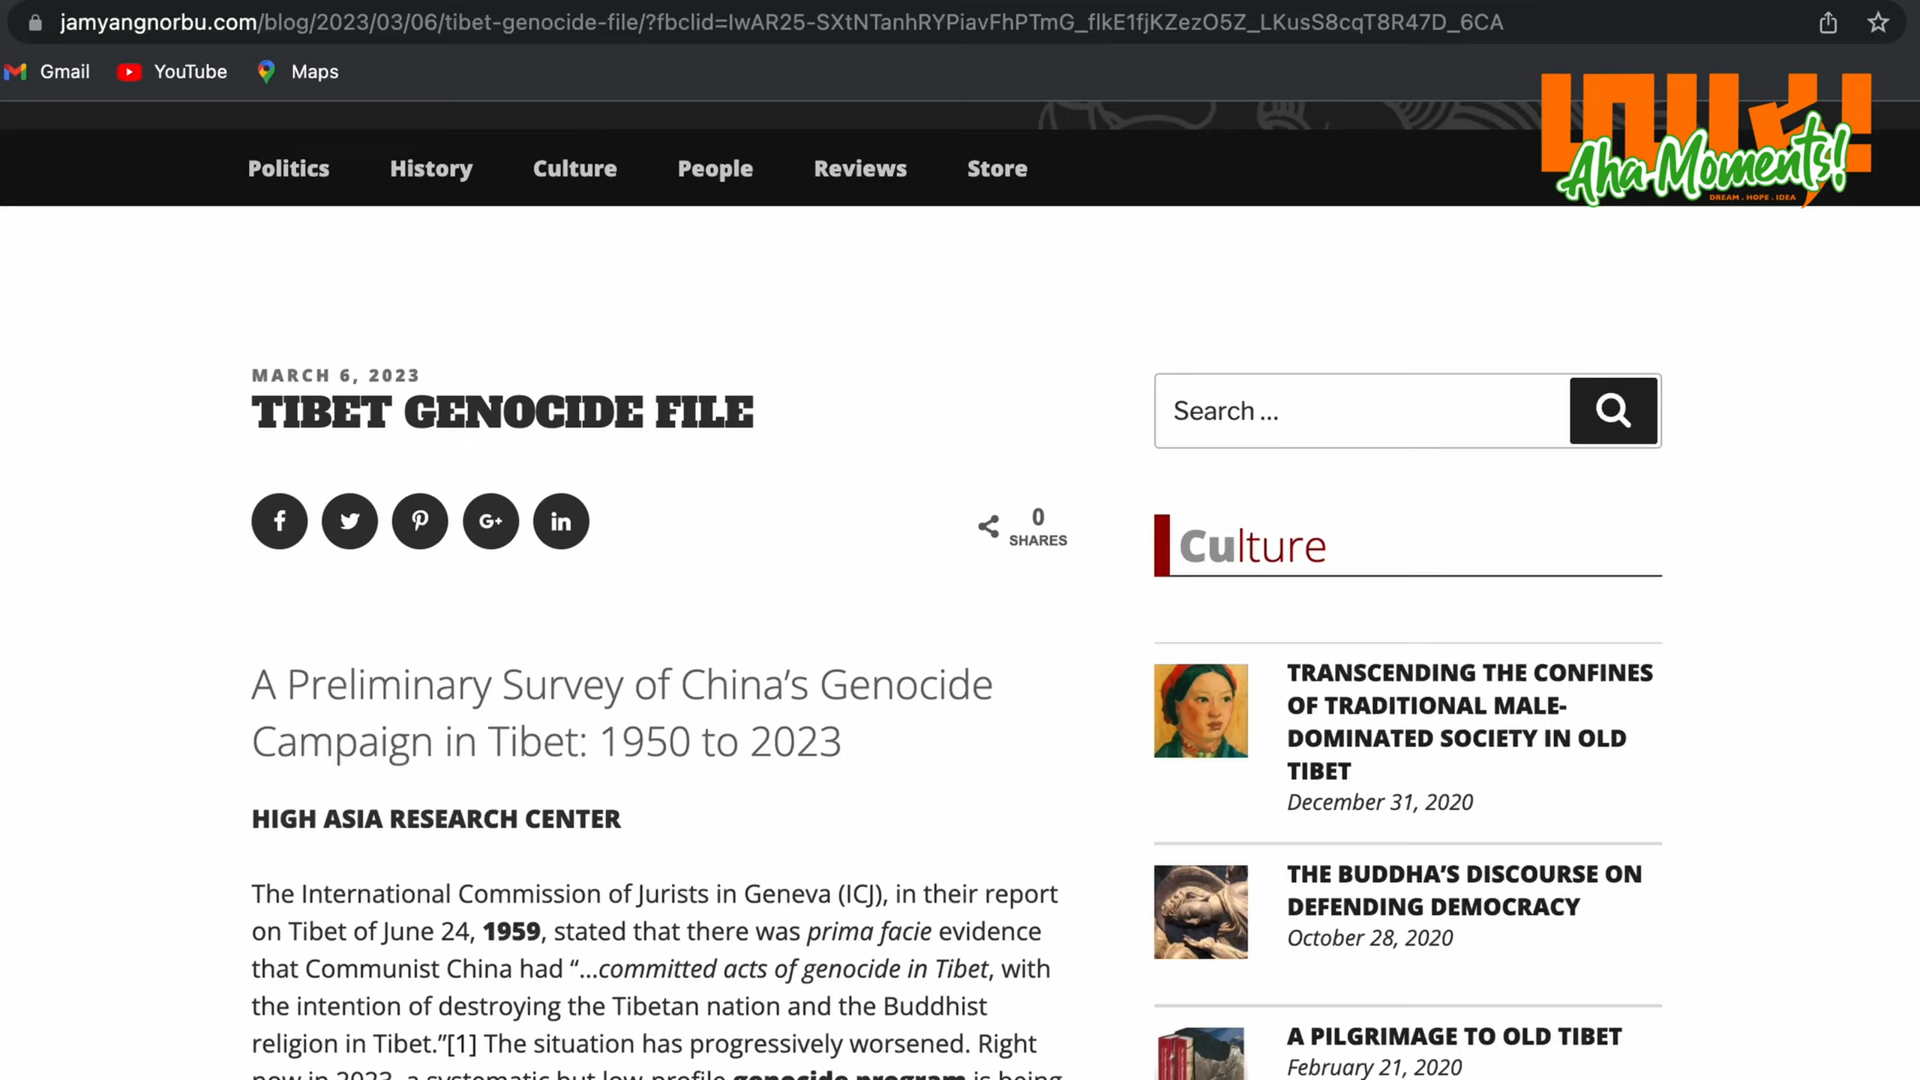 jamyangnorbu.com/blog/2023/03/06/tibet-genocide-file/?fbclid=IwAR25-SXtNTanhRYPiavFhPTmG_flkE1fjKZezO5Z_LKusS8cqT8R47D_6CA
Gmail YouTube Maps
Aha Moments!
DREAM . HOPE . IDEA
Politics History Culture People Reviews Store
MARCH 6, 2023
TIBET GENOCIDE FILE
0
SHARES
A Preliminary Survey of China’s Genocide
Campaign in Tibet: 1950 to 2023
HIGH ASIA RESEARCH CENTER
The International Commission of Jurists in Geneva (ICJ), in their report
on Tibet of June 24, 1959, stated that there was prima facie evidence
that Communist China had “...committed acts of genocide in Tibet, with
the intention of destroying the Tibetan nation and the Buddhist
religion in Tibet.”[1] The situation has progressively worsened. Right
now in 2023, a systematic but low-profile genocide program is being
Search ...
Culture
TRANSCENDING THE CONFINES
OF TRADITIONAL MALE-
DOMINATED SOCIETY IN OLD
TIBET
December 31, 2020
THE BUDDHA’S DISCOURSE ON
DEFENDING DEMOCRACY
October 28, 2020
A PILGRIMAGE TO OLD TIBET
February 21, 2020